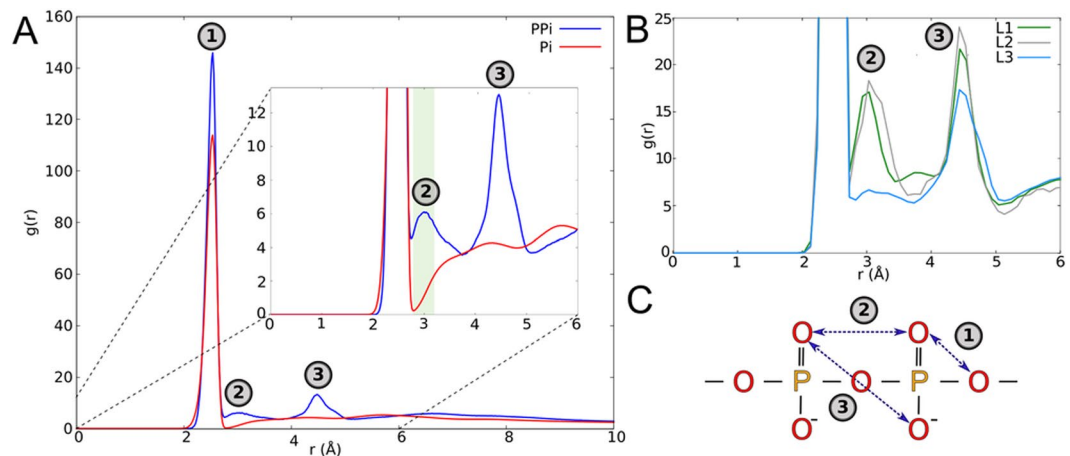 A
160
140
120
100
80
60
40
20
0
g(r)
0 2 4 6 8 10
r (Å)
PPi
Pi
1
2
3
12
10
8
6
4
2
0
g(r)
0 1 2 3 4 5 6
r (Å)
2
3
B
25
20
15
10
5
0
g(r)
0 1 2 3 4 5 6
r (Å)
L1
L2
L3
2
3
C
2
1
O O
— O — P — O — P — O —
3
O⁻ O⁻